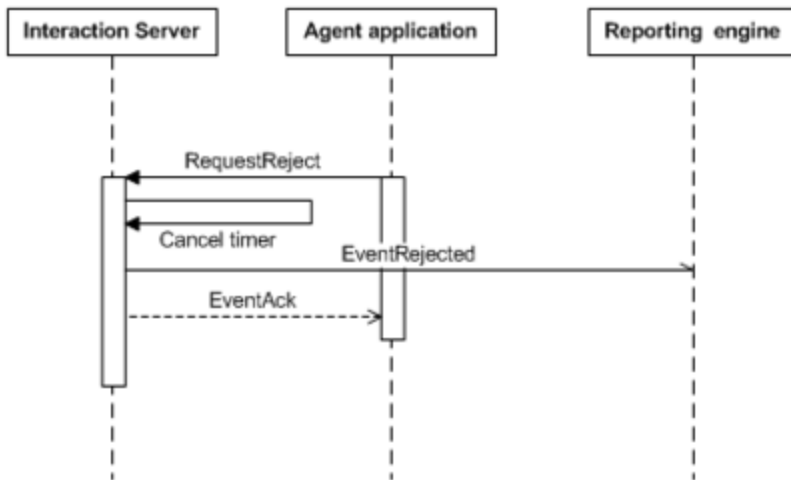 Interaction Server
Agent application
Reporting engine
RequestReject
Cancel timer
EventRejected
EventAck